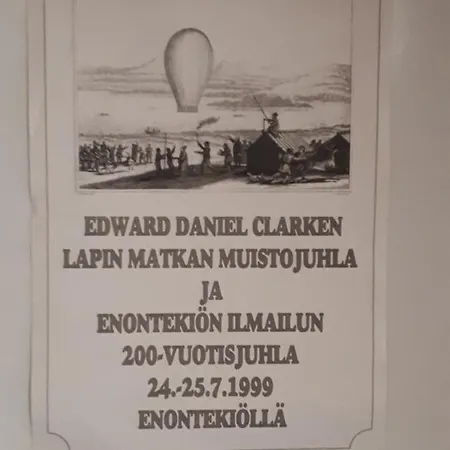 EDWARD DANIEL CLARKEN
LAPIN MATKAN MUISTOJUHLA
JA
ENONTEKIÖN ILMAILUN
200-VUOTISJUHLA
24.-25.7.1999
ENONTEKIÖLLÄ